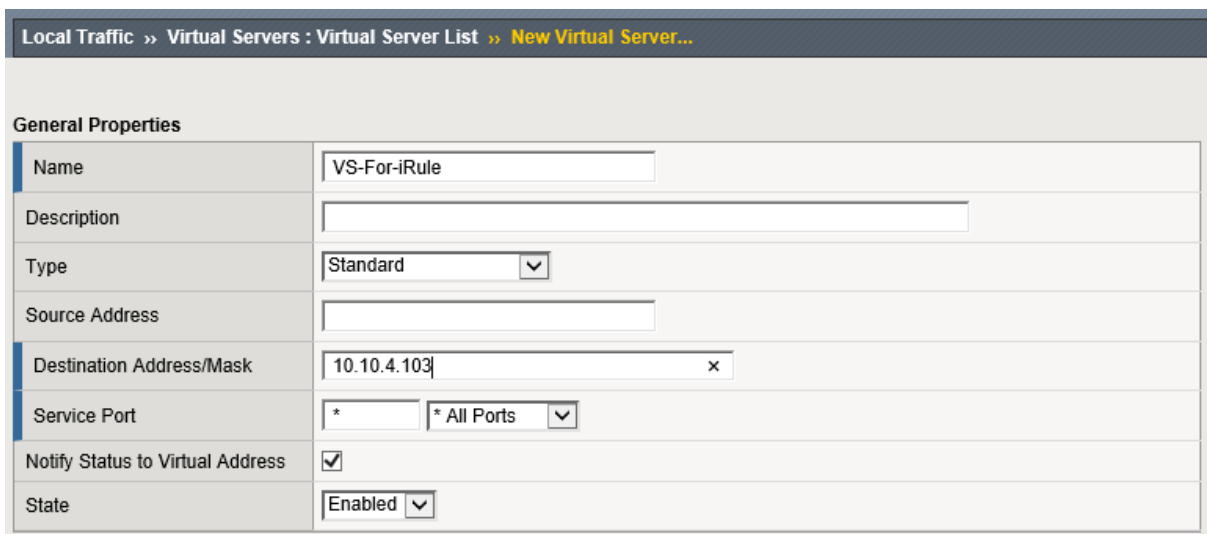 Local Traffic » Virtual Servers : Virtual Server List » New Virtual Server...
General Properties
Name VS-For-iRule
Description
Type Standard
Source Address
Destination Address/Mask 10.10.4.103 ×
Service Port * * All Ports
Notify Status to Virtual Address
State Enabled